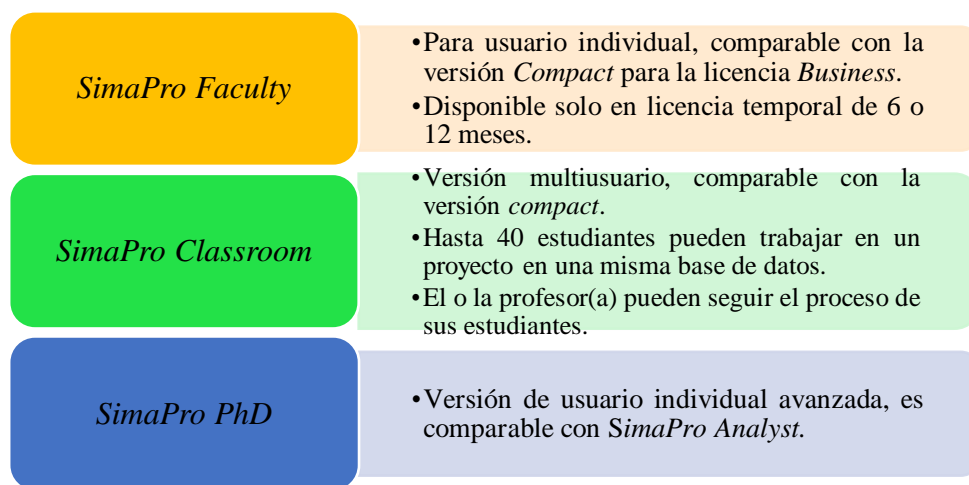 SimaPro Faculty
•Para usuario individual, comparable con la
versión Compact para la licencia Business.
•Disponible solo en licencia temporal de 6 o
12 meses.
SimaPro Classroom
•Versión multiusuario, comparable con la
versión compact.
•Hasta 40 estudiantes pueden trabajar en un
proyecto en una misma base de datos.
•El o la profesor(a) pueden seguir el proceso de
sus estudiantes.
SimaPro PhD
•Versión de usuario individual avanzada, es
comparable con SimaPro Analyst.